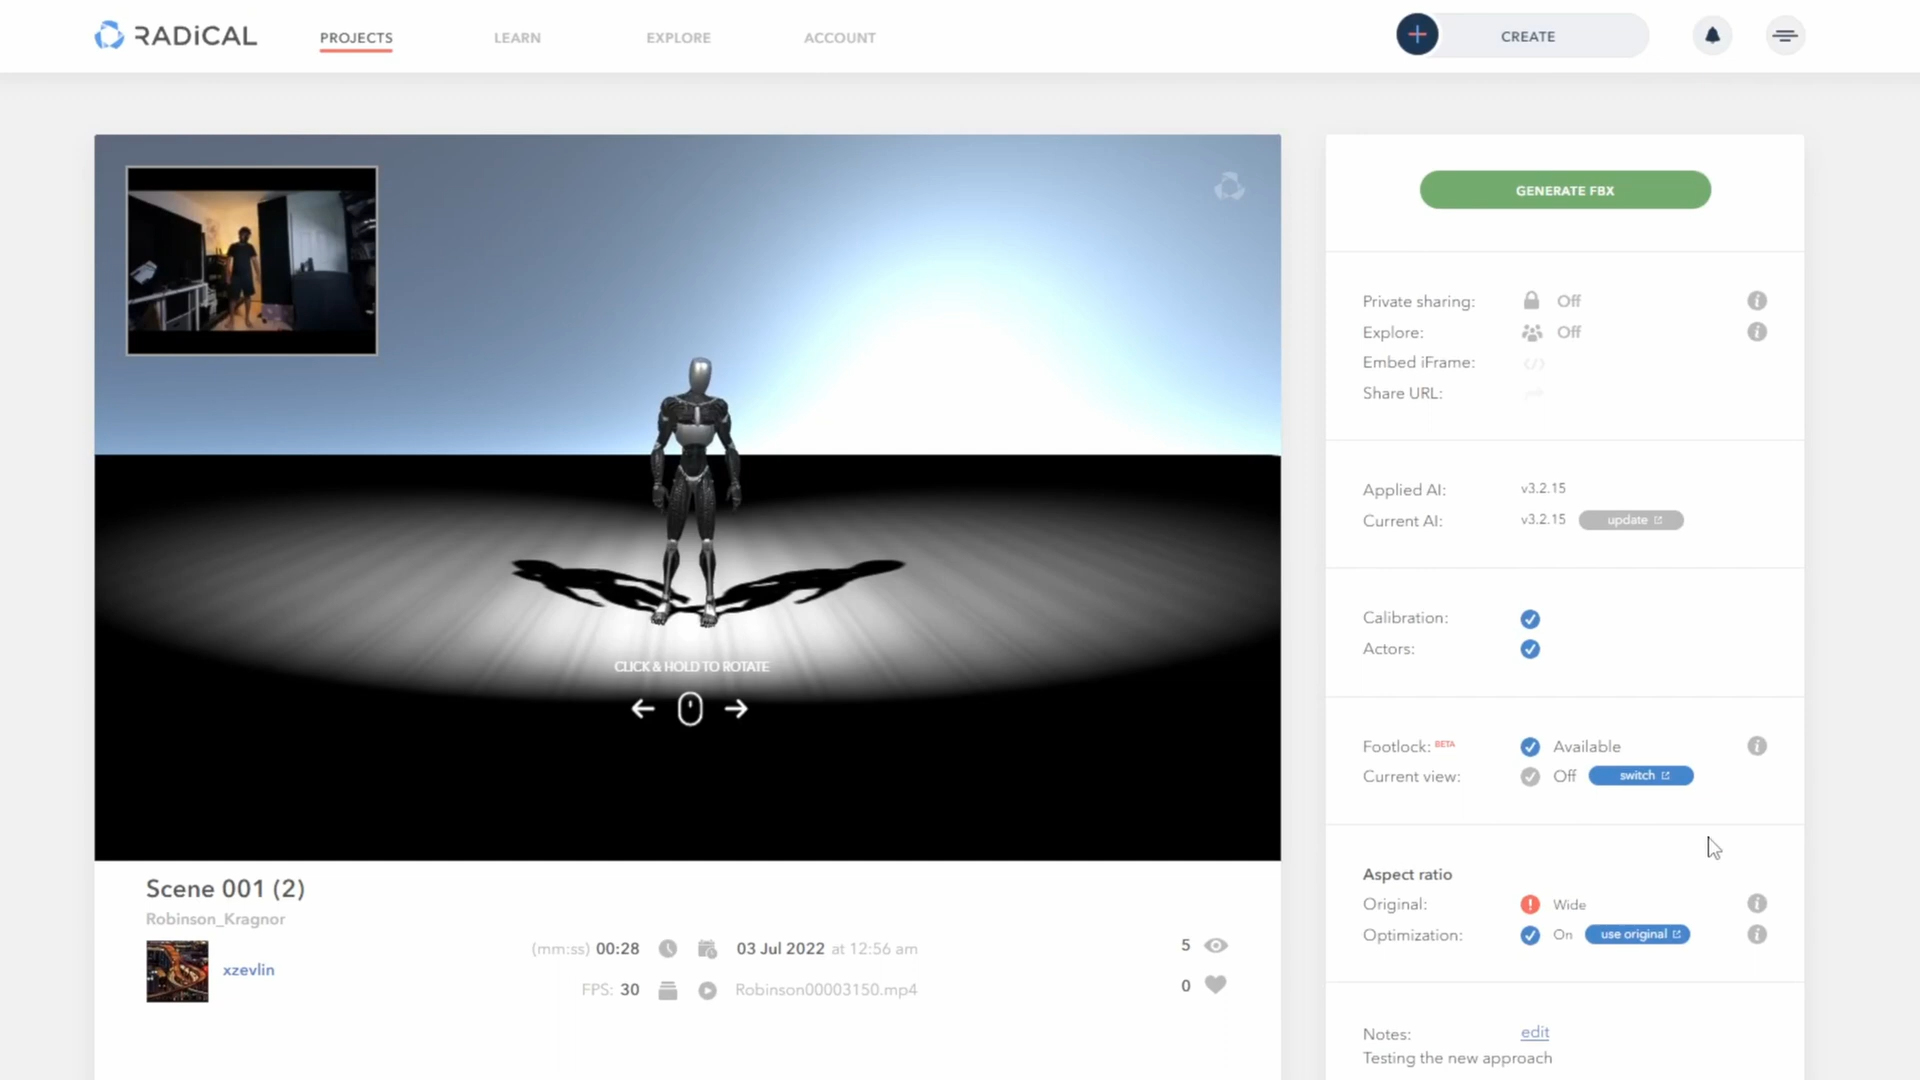 RADiCAL
PROJECTS
LEARN
EXPLORE
ACCOUNT
CREATE
CLICK & HOLD TO ROTATE
Scene 001 (2)
Robinson_Kragnor
xzevlin
(mm:ss) 00:28
03 Jul 2022 at 12:56 am
FPS: 30
Robinson00003150.mp4
5
0
GENERATE FBX
Private sharing: Off
Explore: Off
Embed iFrame:
Share URL:
Applied AI: v3.2.15
Current AI: v3.2.15 update
Calibration:
Actors:
Footlock: BETA Available
Current view: Off switch
Aspect ratio
Original: Wide
Optimization: On use original
Notes: edit
Testing the new approach